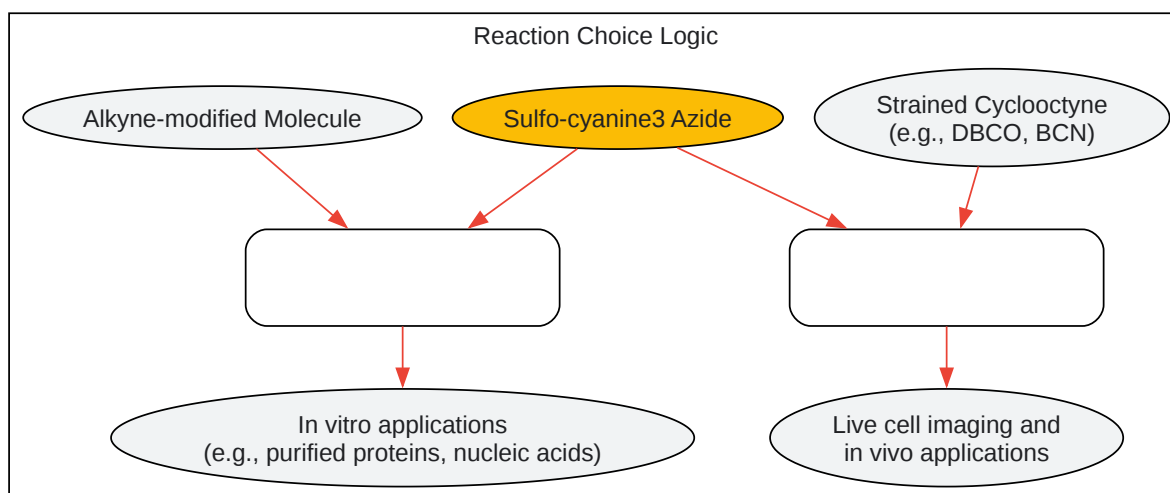 Reaction Choice Logic
Alkyne-modified Molecule
Sulfo-cyanine3 Azide
Strained Cyclooctyne
(e.g., DBCO, BCN)
In vitro applications
(e.g., purified proteins, nucleic acids)
Live cell imaging and
in vivo applications